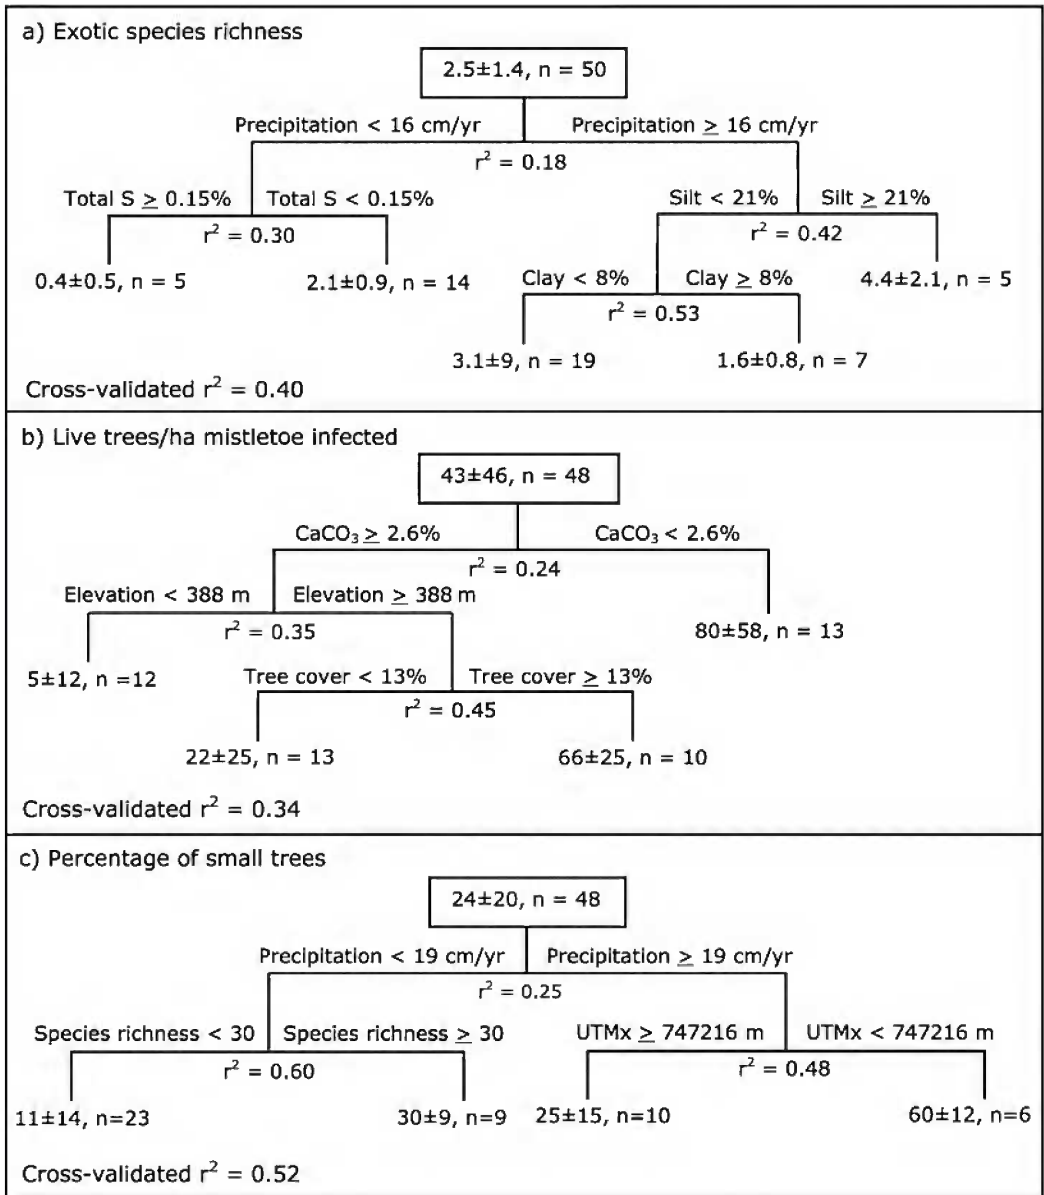 a) Exotic species richness
2.5±1.4, n = 50
Precipitation < 16 cm/yr Precipitation ≥ 16 cm/yr
r² = 0.18
Total S ≥ 0.15% Total S < 0.15% Silt < 21% Silt ≥ 21%
r² = 0.30 r² = 0.42
0.4±0.5, n = 5 2.1±0.9, n = 14 Clay < 8% Clay ≥ 8% 4.4±2.1, n = 5
r² = 0.53
3.1±9, n = 19 1.6±0.8, n = 7
Cross-validated r² = 0.40
b) Live trees/ha mistletoe infected
43±46, n = 48
CaCO₃ ≥ 2.6% CaCO₃ < 2.6%
r² = 0.24
Elevation < 388 m Elevation ≥ 388 m
r² = 0.35 80±58, n = 13
5±12, n =12 Tree cover < 13% Tree cover ≥ 13%
r² = 0.45
22±25, n = 13 66±25, n = 10
Cross-validated r² = 0.34
c) Percentage of small trees
24±20, n = 48
Precipitation < 19 cm/yr Precipitation ≥ 19 cm/yr
r² = 0.25
Species richness < 30 Species richness ≥ 30 UTMx ≥ 747216 m UTMx < 747216 m
r² = 0.60 r² = 0.48
11±14, n=23 30±9, n=9 25±15, n=10 60±12, n=6
Cross-validated r² = 0.52